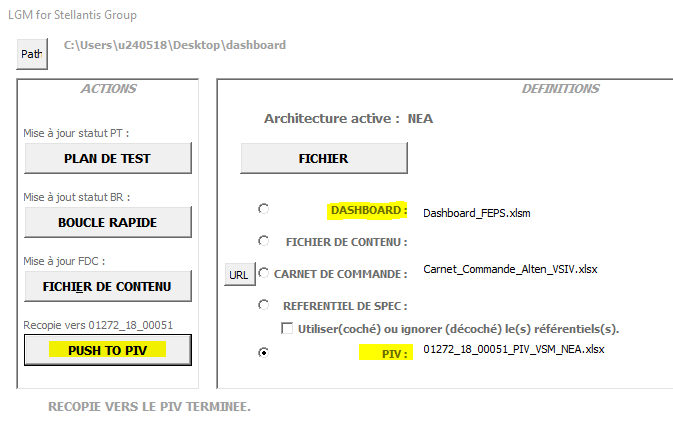 LGM for Stellantis Group
Path
C:\Users\u240518\Desktop\dashboard
ACTIONS
Mise à jour statut PT :
PLAN DE TEST
Mise à jout statut BR :
BOUCLE RAPIDE
Mise à jour FDC :
FICHIER DE CONTENU
Recopie vers 01272_18_00051
PUSH TO PIV
DEFINITIONS
Architecture active : NEA
FICHIER
DASHBOARD : Dashboard_FEPS.xlsm
FICHIER DE CONTENU :
URL CARNET DE COMMANDE : Carnet_Commande_Alten_VSIV.xlsx
REFERENTIEL DE SPEC :
Utiliser(coché) ou ignorer (décoché) le(s) référentiels(s).
PIV : 01272_18_00051_PIV_VSM_NEA.xlsx
RECOPIE VERS LE PIV TERMINEE.